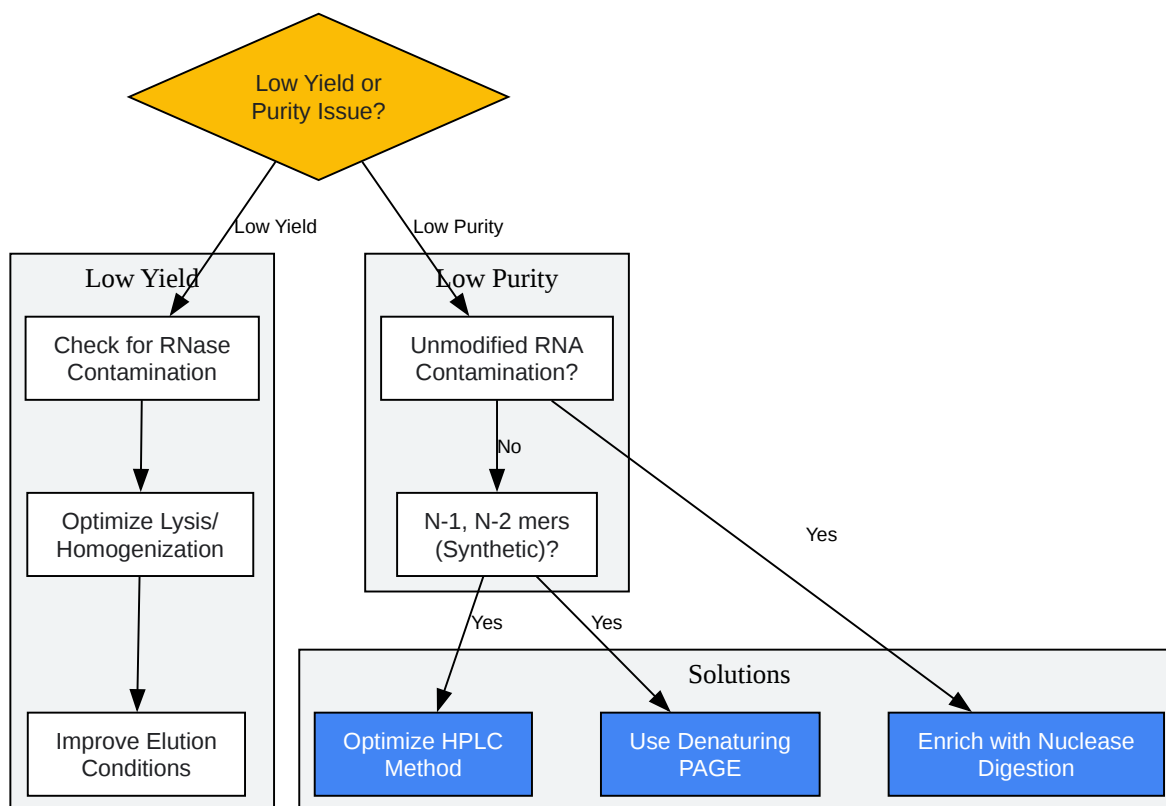 Low Yield or
Purity Issue?
Low Yield
Low Purity
Low Yield
Low Purity
Check for RNase
Contamination
Unmodified RNA
Contamination?
No
Optimize Lysis/
Homogenization
N-1, N-2 mers
(Synthetic)?
Yes
Yes
Yes
Solutions
Improve Elution
Conditions
Optimize HPLC
Method
Use Denaturing
PAGE
Enrich with Nuclease
Digestion